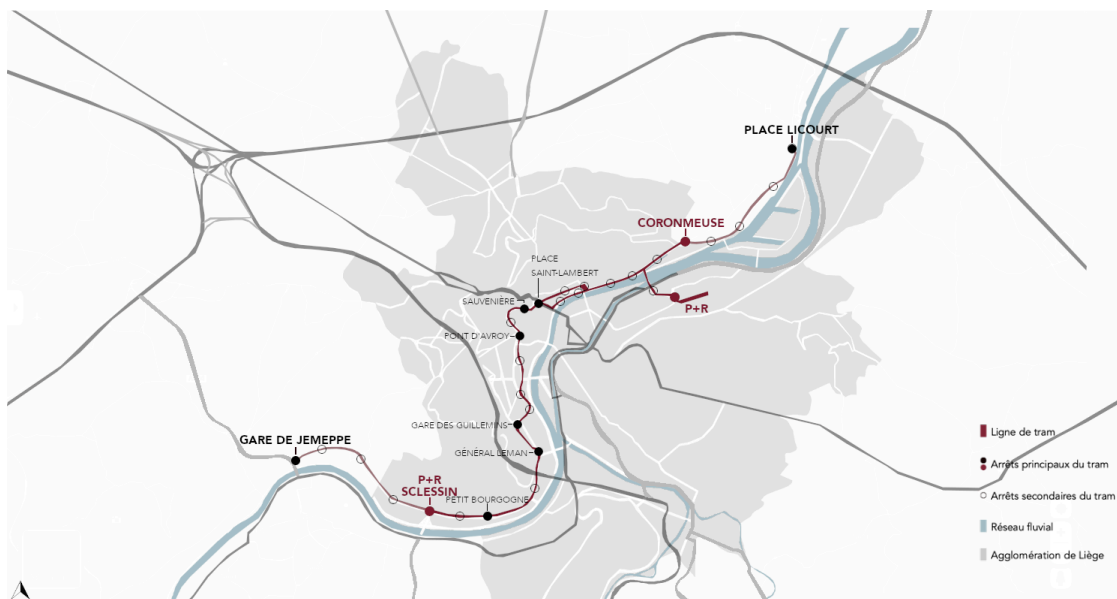 PLACE LICOURT
CORONMEUSE
PLACE
SAINT-LAMBERT
SAUVENIÈRE
P+R
PONT D'AVROY
GARE DES GUILLEMINS
GARE DE JEMEPPE
GÉNÉRAL LEMAN
P+R
SCLESSIN
PETIT BOURGOGNE
Ligne de tram
Arrêts principaux du tram
Arrêts secondaires du tram
Réseau fluvial
Agglomération de Liège